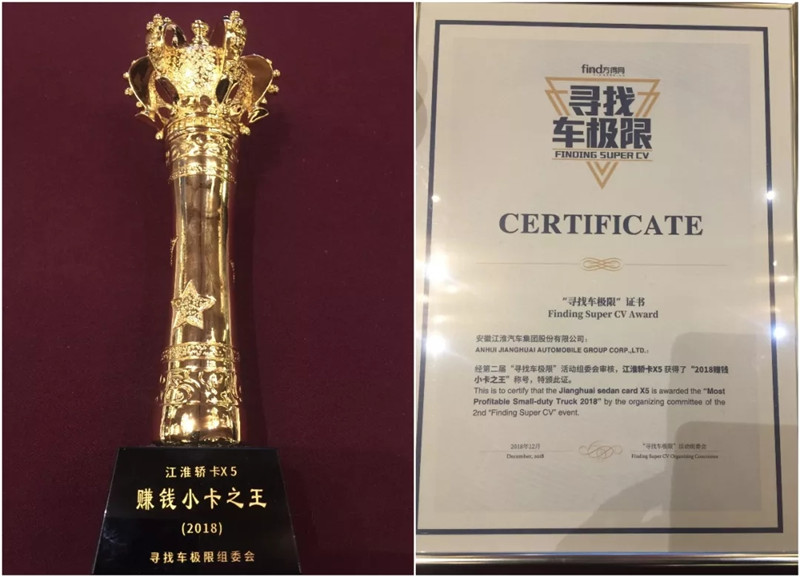 江淮轿卡X5
赚钱小卡之王
(2018)
寻找车极限组委会
find方得网
寻找
车极限
FINDING SUPER CV
CERTIFICATE
“寻找车极限”证书
Finding Super CV Award
安徽江淮汽车集团股份有限公司：
ANHUI JIANGHUAI AUTOMOBILE GROUP CORP.,LTD.:
经第二届“寻找车极限”活动组委会审核，江淮轿卡X5获得了“2018赚钱
小卡之王”称号，特颁此证。
This is to certify that the Jianghuai sedan card X5 is awarded the “Most
Profitable Small-duty Truck 2018” by the organizing committee of the
2nd “Finding Super CV” event.
2018年12月
December, 2018
“寻找车极限”活动组委会
Finding Super CV Organizing Committee